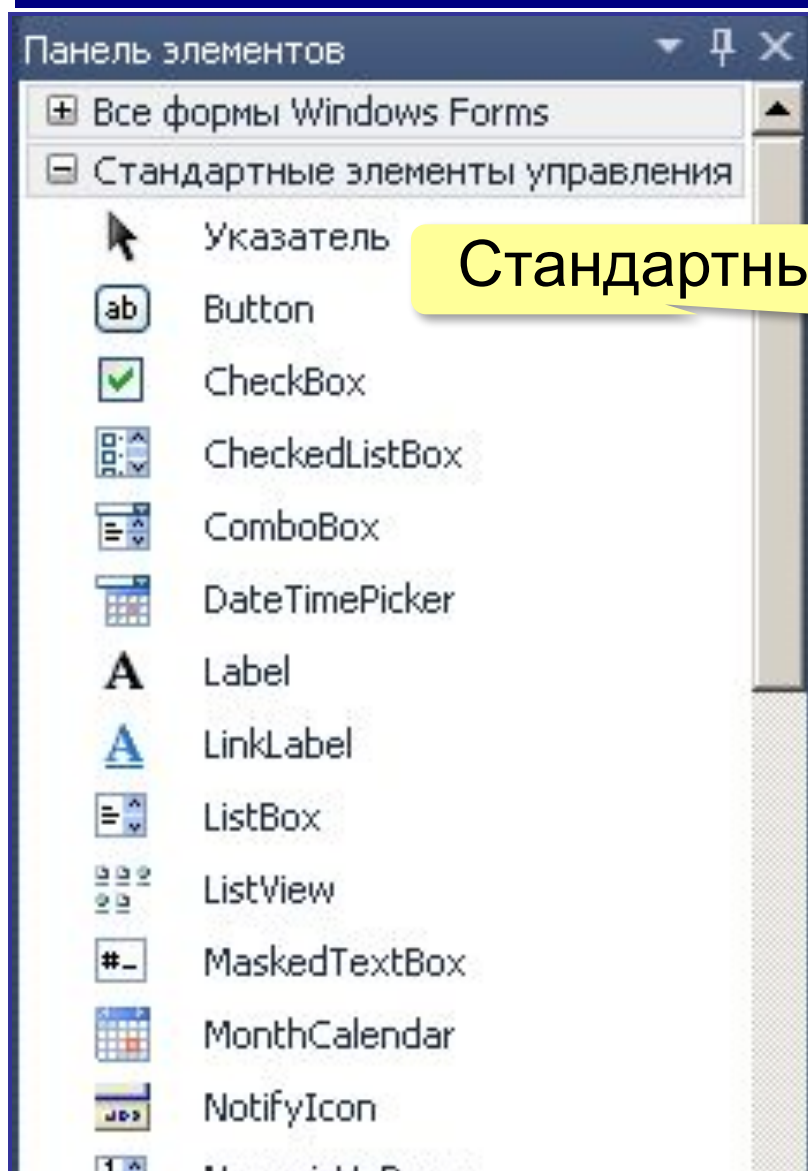 Панель элементов
Все формы Windows Forms
Стандартные элементы управления
Указатель
Стандартны
Button
CheckBox
CheckedListBox
ComboBox
DateTimePicker
Label
LinkLabel
ListBox
ListView
MaskedTextBox
MonthCalendar
NotifyIcon